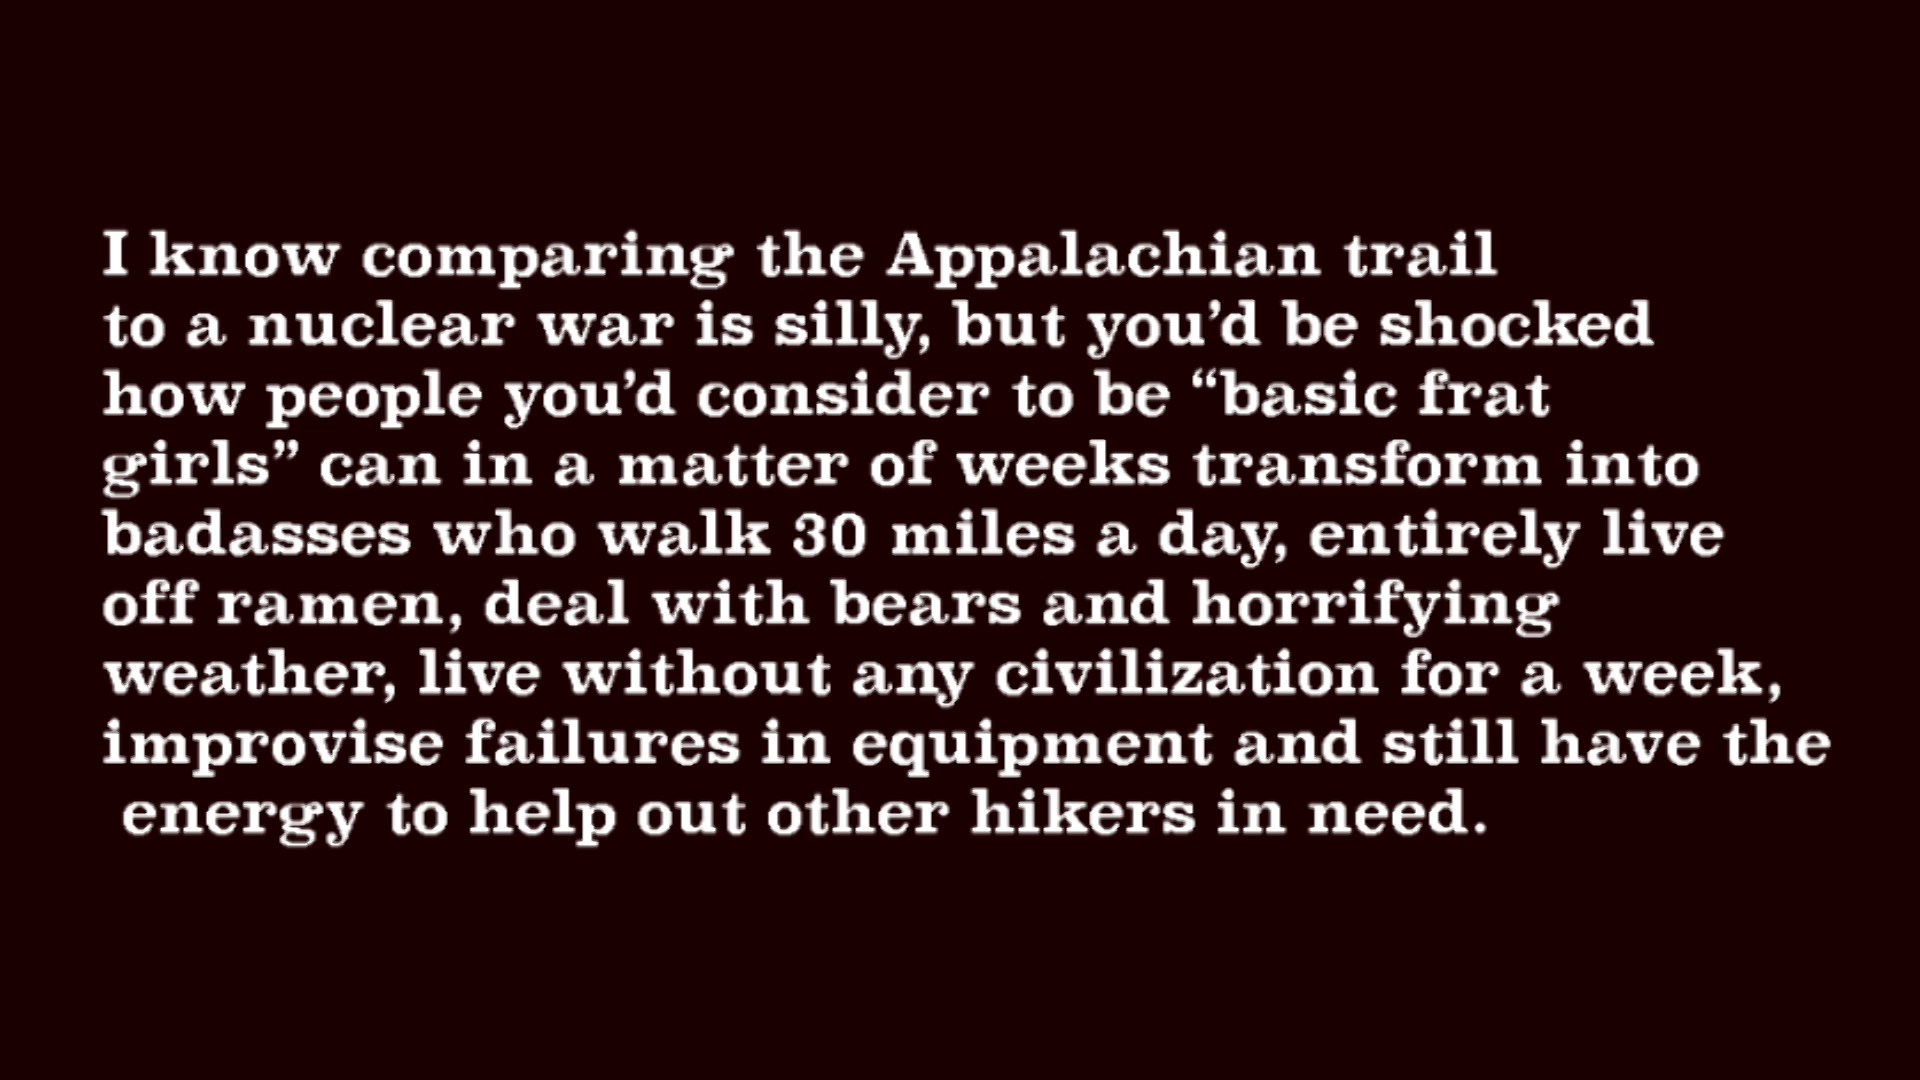 I know comparing the Appalachian trail
to a nuclear war is silly, but you’d be shocked
how people you’d consider to be “basic frat
girls” can in a matter of weeks transform into
badasses who walk 30 miles a day, entirely live
off ramen, deal with bears and horrifying
weather, live without any civilization for a week,
improvise failures in equipment and still have the
energy to help out other hikers in need.